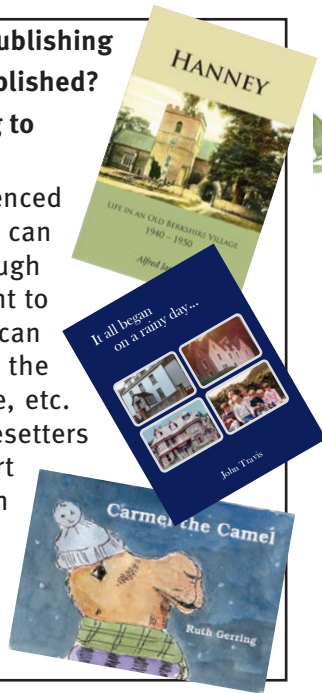 ublishing
blished?
g to
enced
can
ugh
nt to
can
the
e, etc.
esetters
rt
n
HANNEY
LIFE IN AN OLD BERKSHIRE VILLAGE
1940 – 1950
Alfred
It all began
on a rainy day...
John Travis
Carmel the Camel
Ruth Gerring